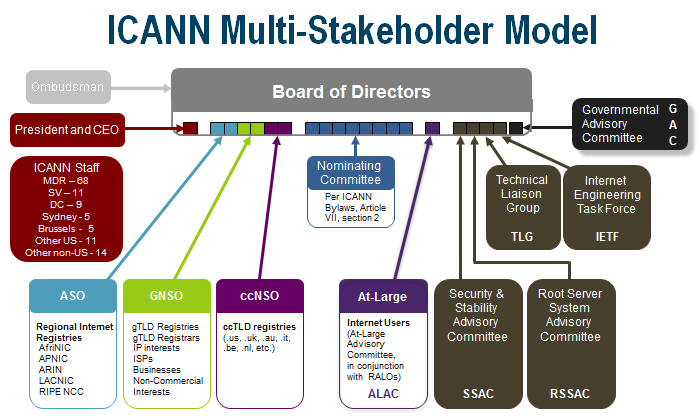 ICANN Multi-Stakeholder Model
Ombudsman
Board of Directors
President and CEO
Governmental
Advisory
Committee
G
A
C
ICANN Staff
MDR – 68
SV – 11
DC – 9
Sydney - 5
Brussels - 5
Other US - 11
Other non-US - 14
Nominating
Committee
Per ICANN
Bylaws, Article
VII, section 2
Technical
Liaison
Group
TLG
Internet
Engineering
Task Force
IETF
ASO
Regional Internet
Registries
AfriNIC
APNIC
ARIN
LACNIC
RIPE NCC
GNSO
gTLD Registries
gTLD Registrars
IP interests
ISPs
Businesses
Non-Commercial
Interests
ccNSO
ccTLD registries
(.us, .uk, .au, .it,
.be, .nl, etc.)
At-Large
Internet Users
(At-Large
Advisory
Committee,
in conjunction
with RALOs)
ALAC
Security &
Stability
Advisory
Committee
SSAC
Root Server
System
Advisory
Committee
RSSAC